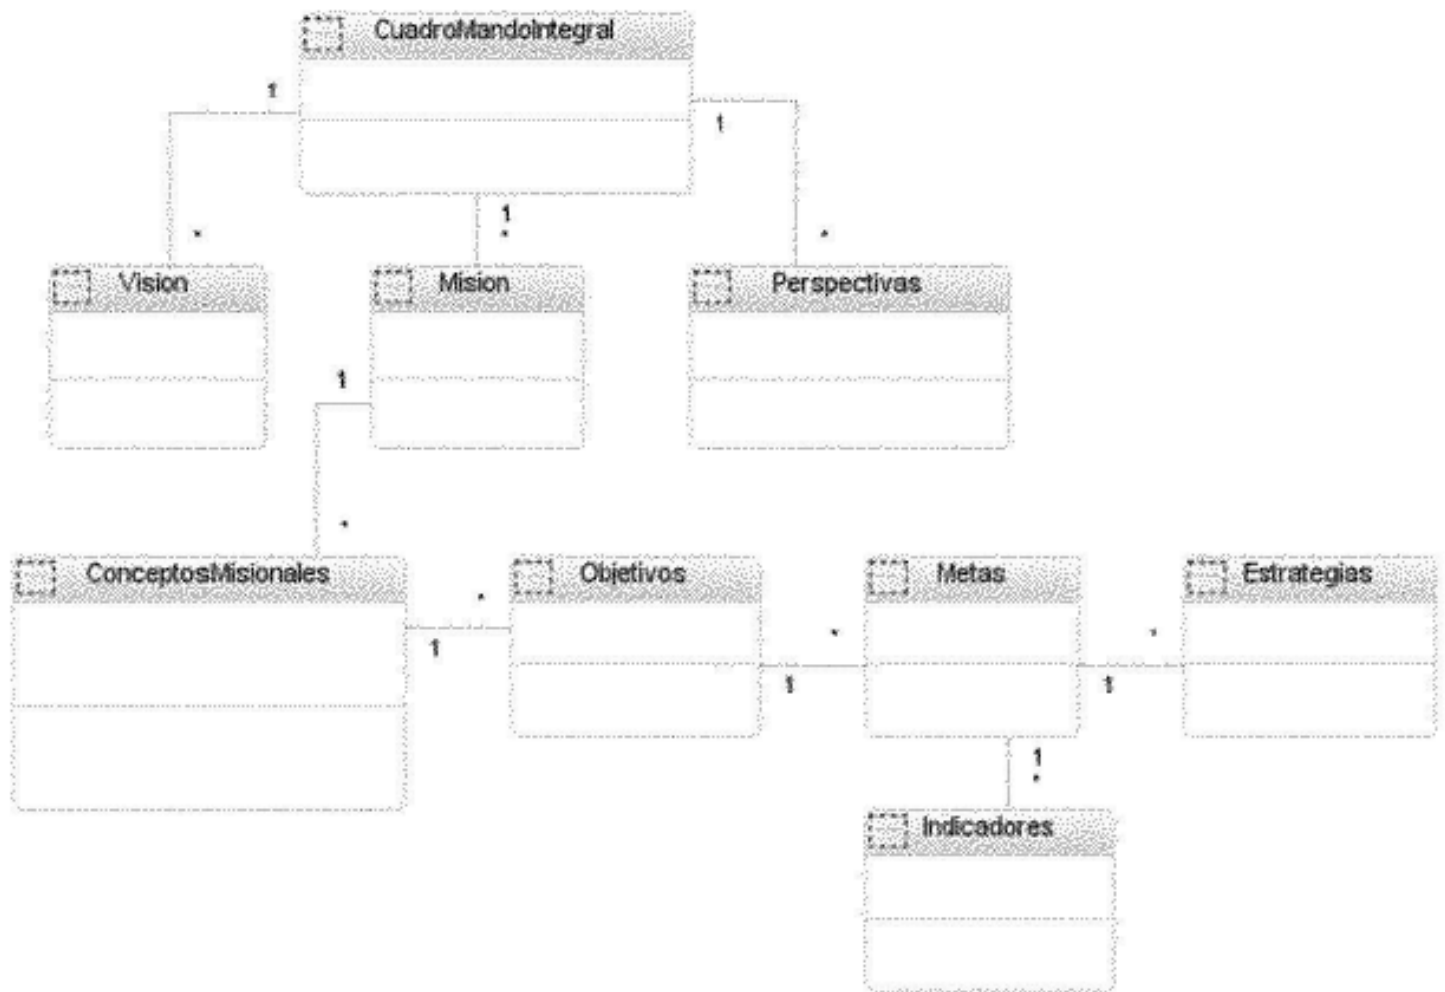 CuadroMandoIntegral
1
1
1
*
*
*
Vision
Mision
Perspectivas
1
*
ConceptosMisionales
Objetivos
Metas
Estrategias
*
1
*
1
*
1
1
*
Indicadores